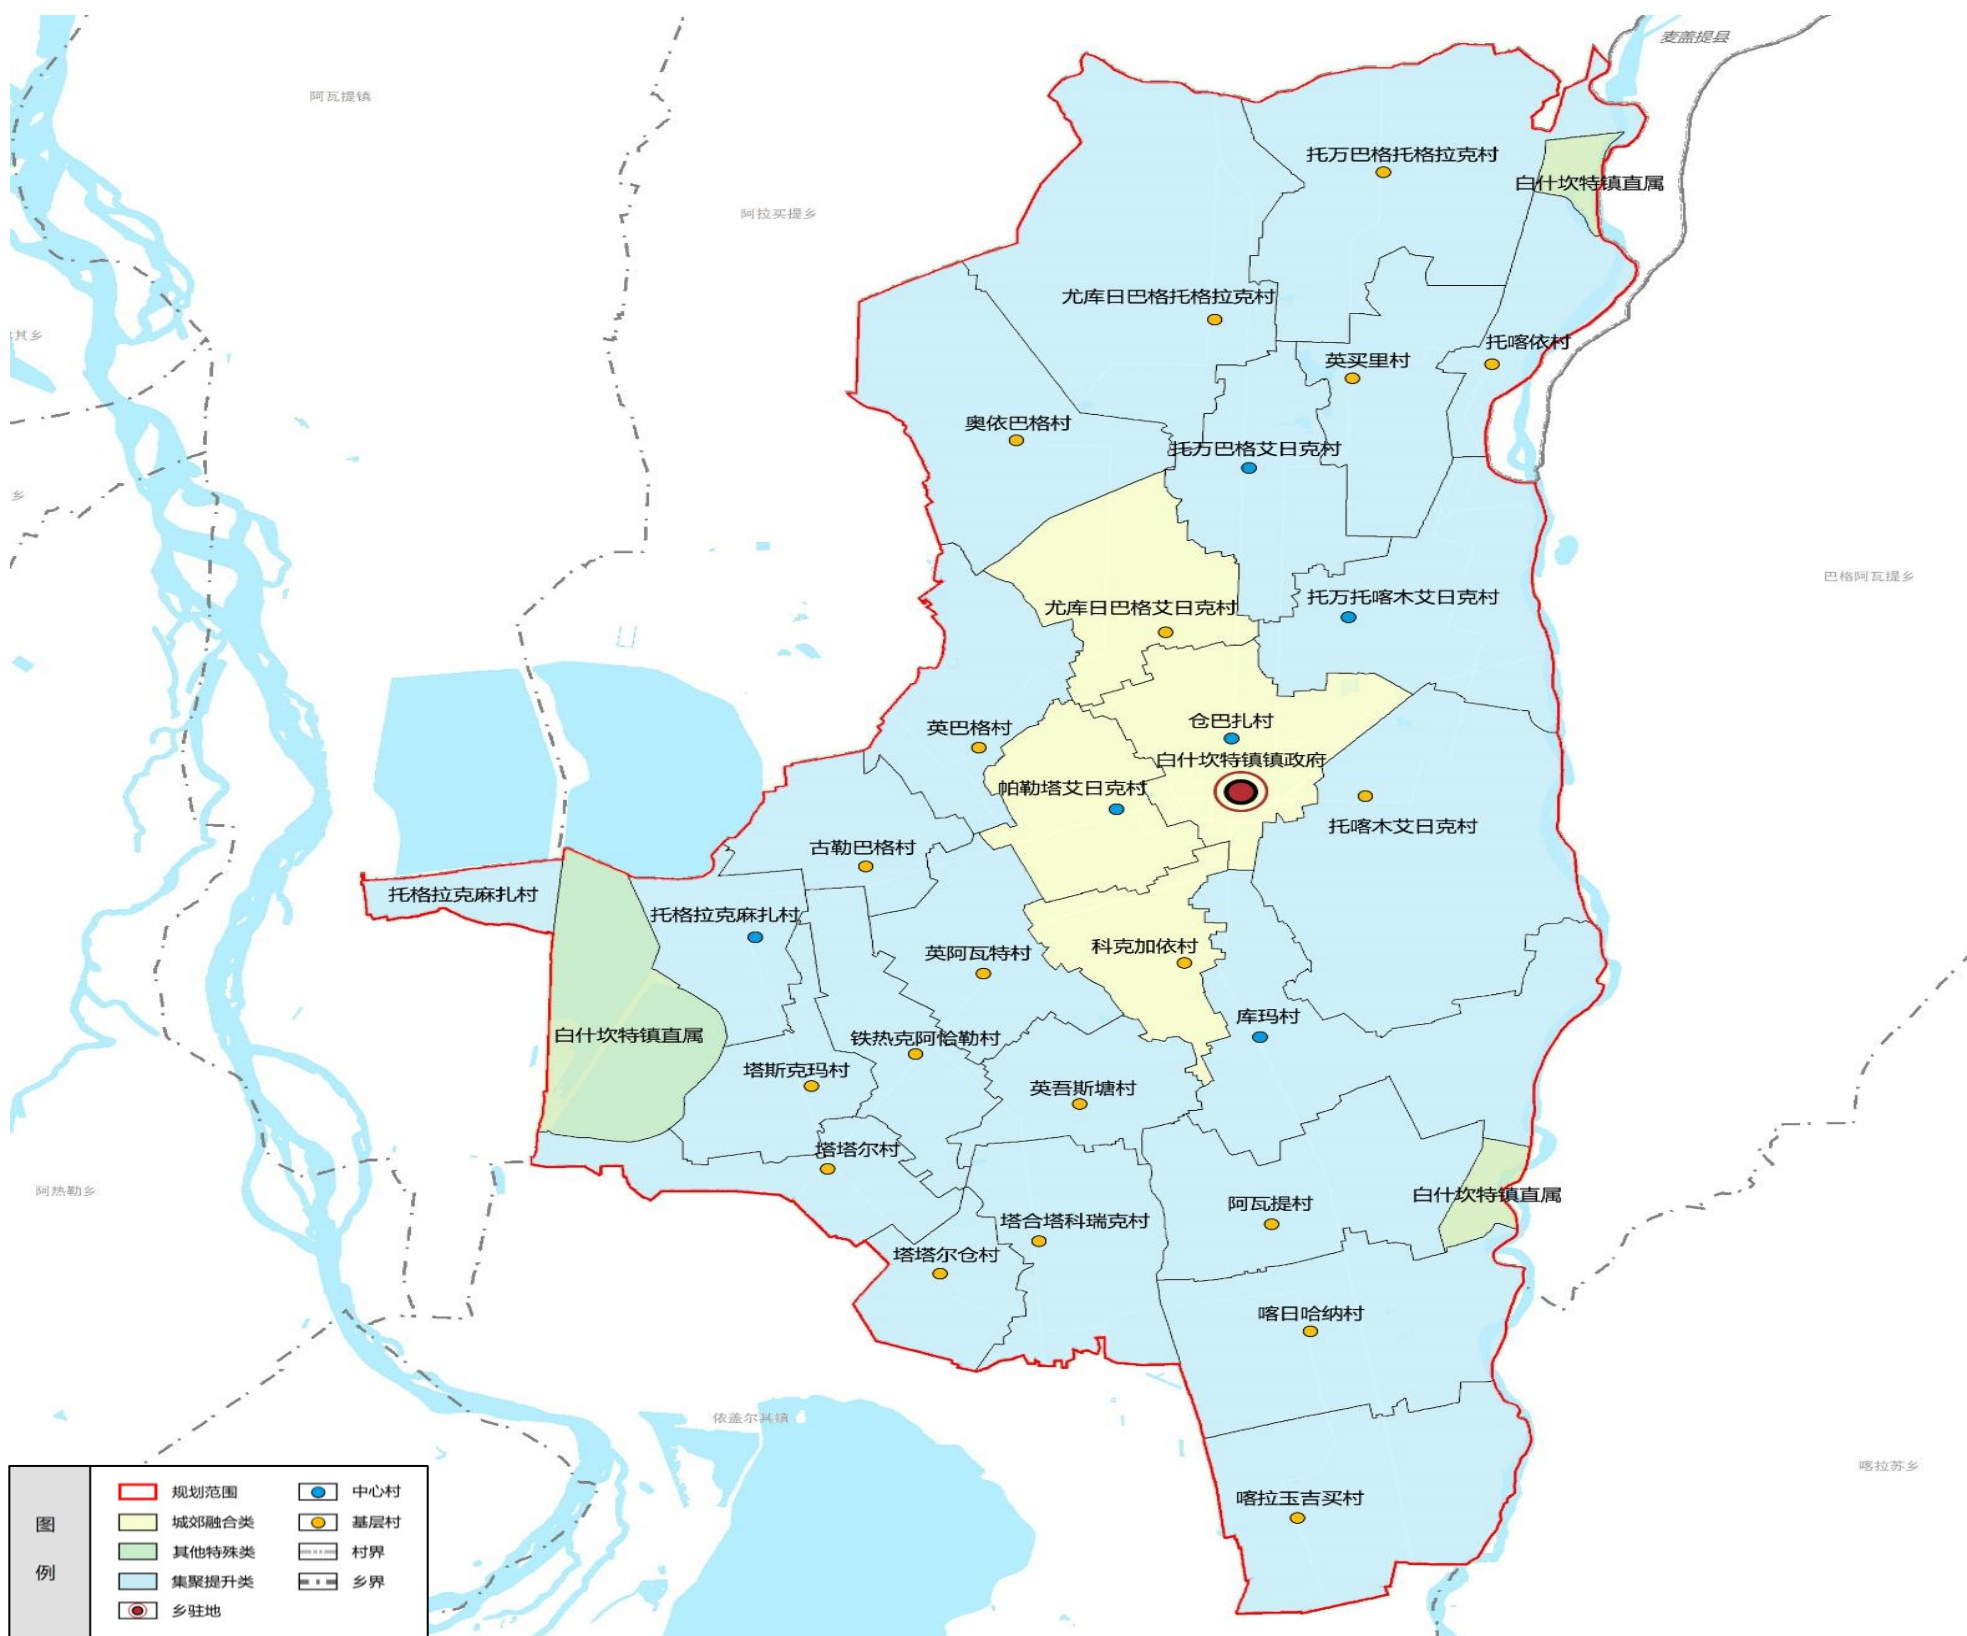 麦盖提县
阿瓦提镇
托万巴格托格拉克村
白什坎特镇直属
阿拉买提乡
尤库日巴格托格拉克村
其乡
托喀依村
英买里村
奥依巴格村
托万巴格艾日克村
乡
巴格阿瓦提乡
托万托喀木艾日克村
尤库日巴格艾日克村
仓巴扎村
英巴格村
白什坎特镇镇政府
帕勒塔艾日克村
托喀木艾日克村
古勒巴格村
托格拉克麻扎村
托格拉克麻扎村
科克加依村
英阿瓦特村
库玛村
白什坎特镇直属
铁热克阿恰勒村
塔斯克玛村
英吾斯塘村
塔塔尔村
阿热勒乡
白什坎特镇直属
阿瓦提村
塔合塔科瑞克村
塔塔尔仓村
喀日哈纳村
依盖尔其镇
喀拉苏乡
喀拉玉吉买村
图例
规划范围
中心村
城郊融合类
基层村
其他特殊类
村界
集聚提升类
乡界
乡驻地